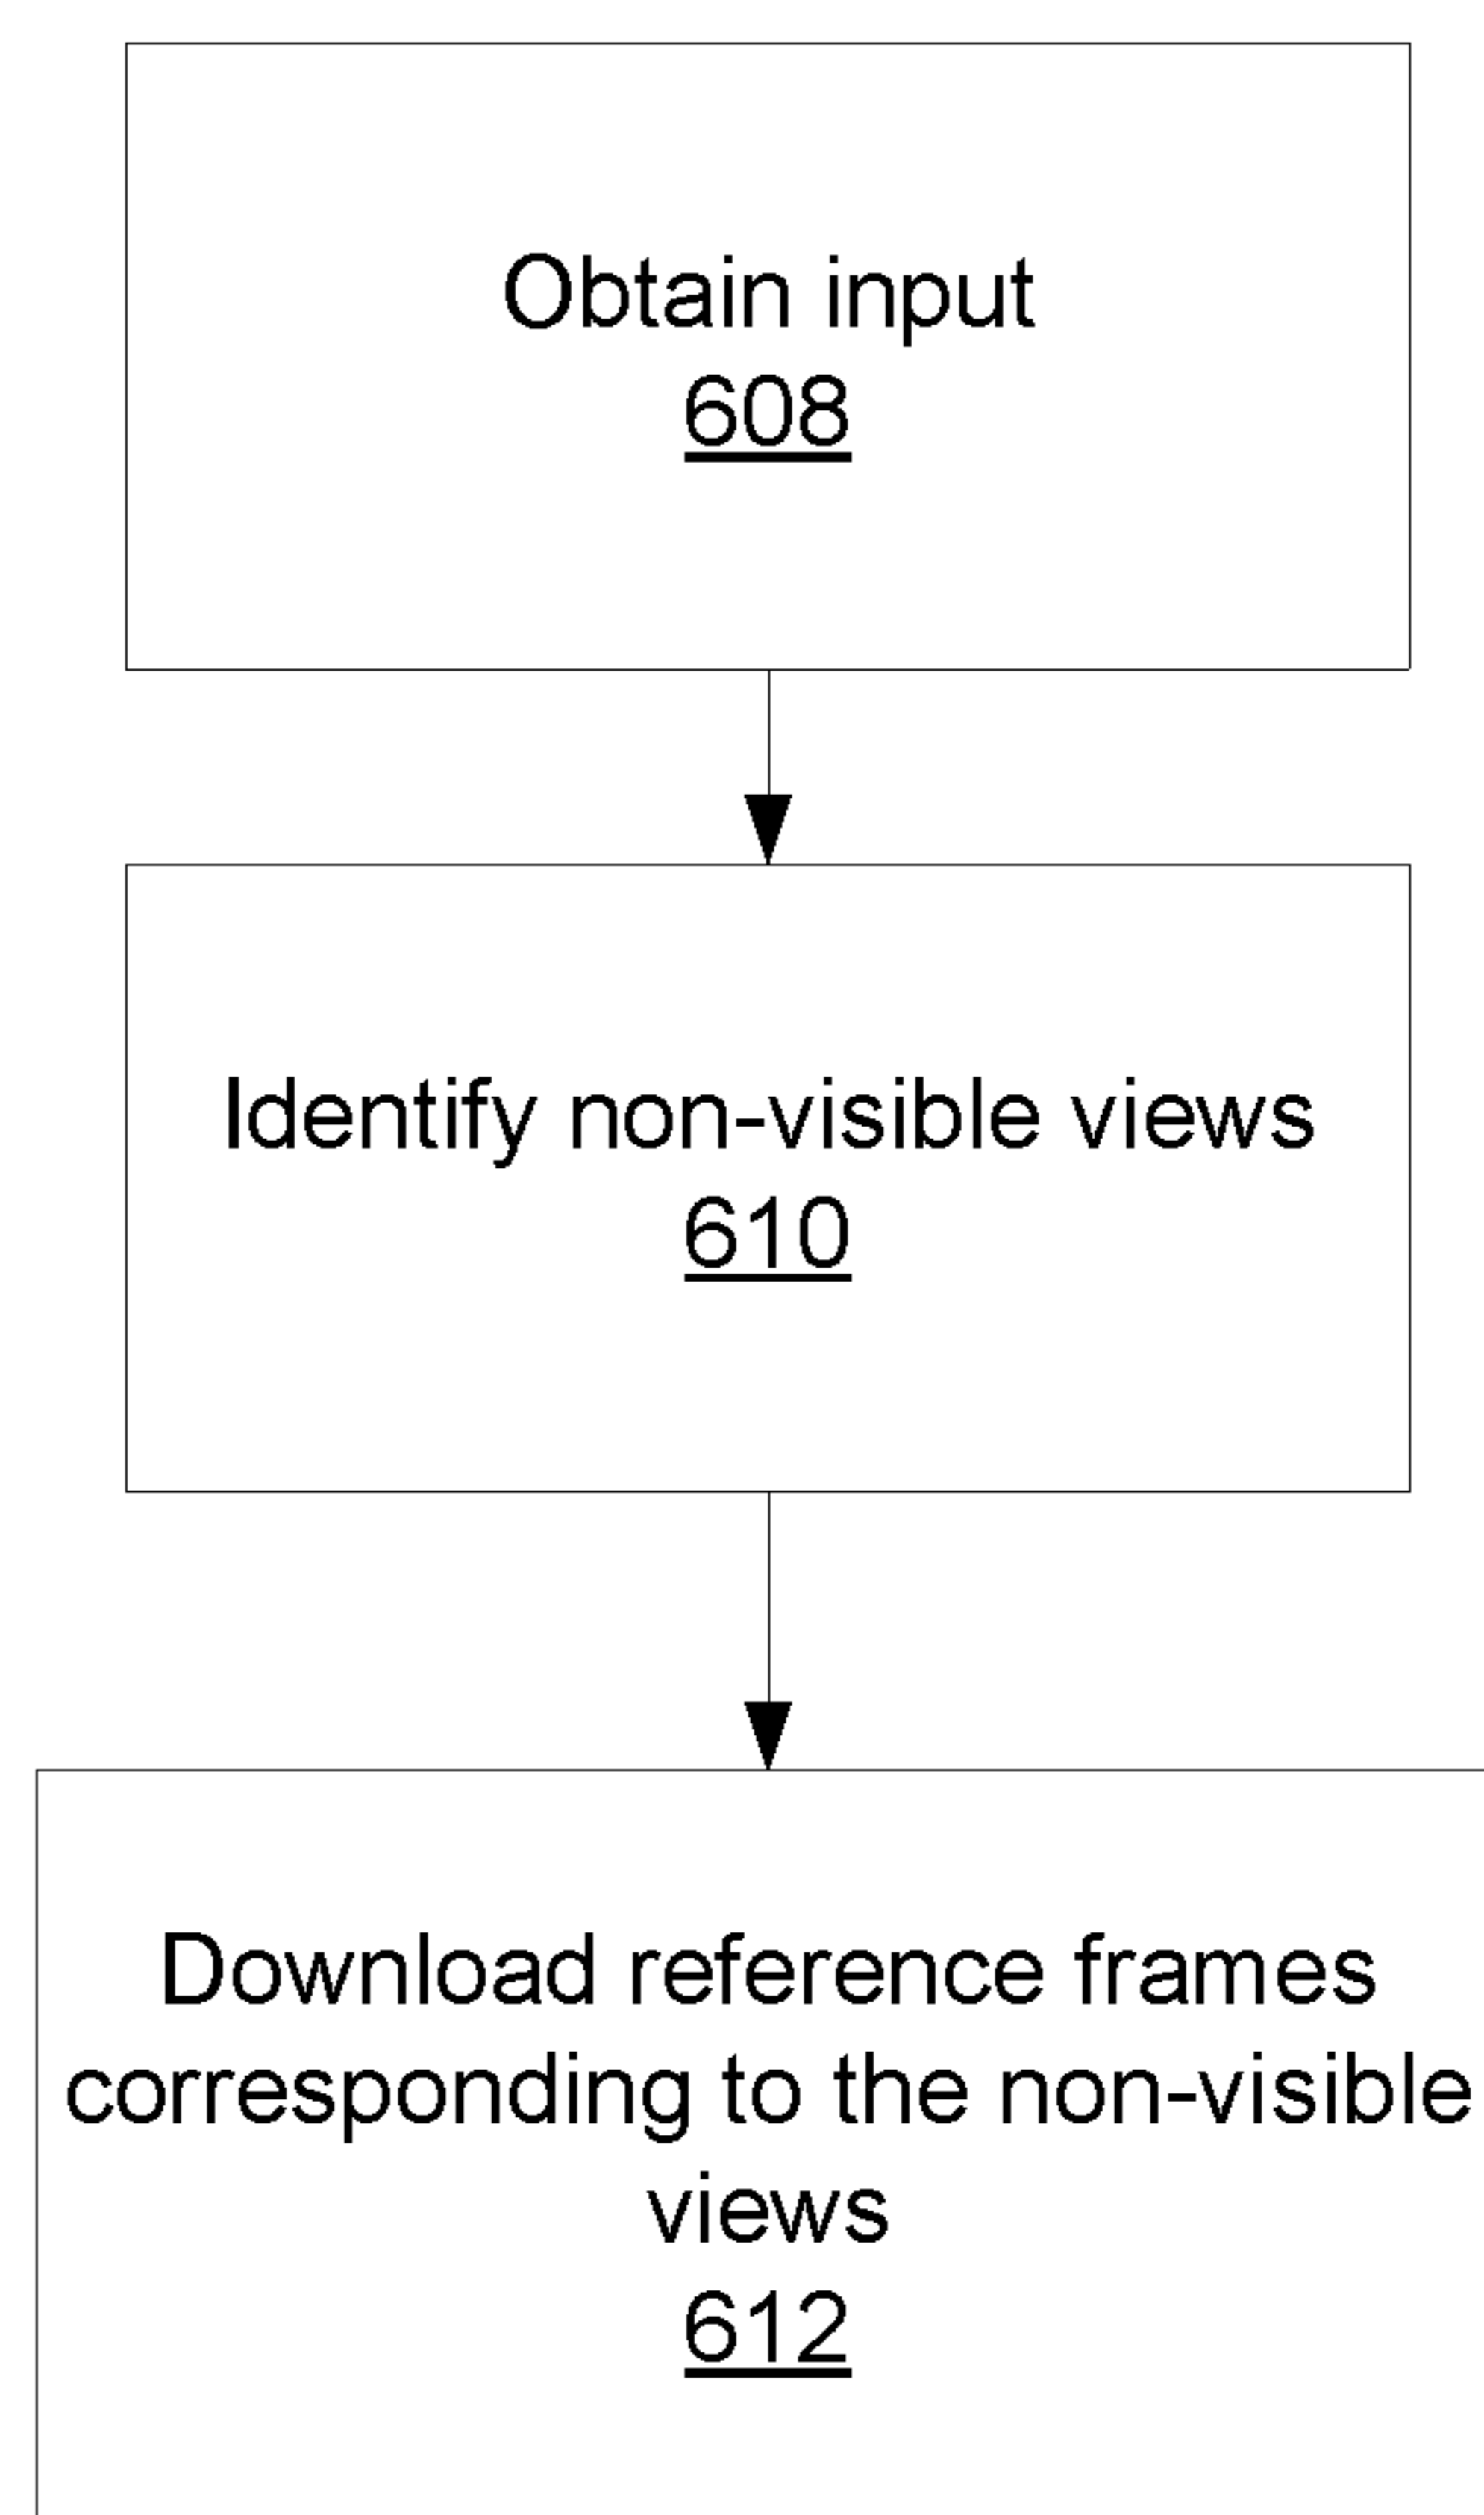 Obtain input
608
Identify non-visible views
610
Download reference frames
corresponding to the non-visible
views
612